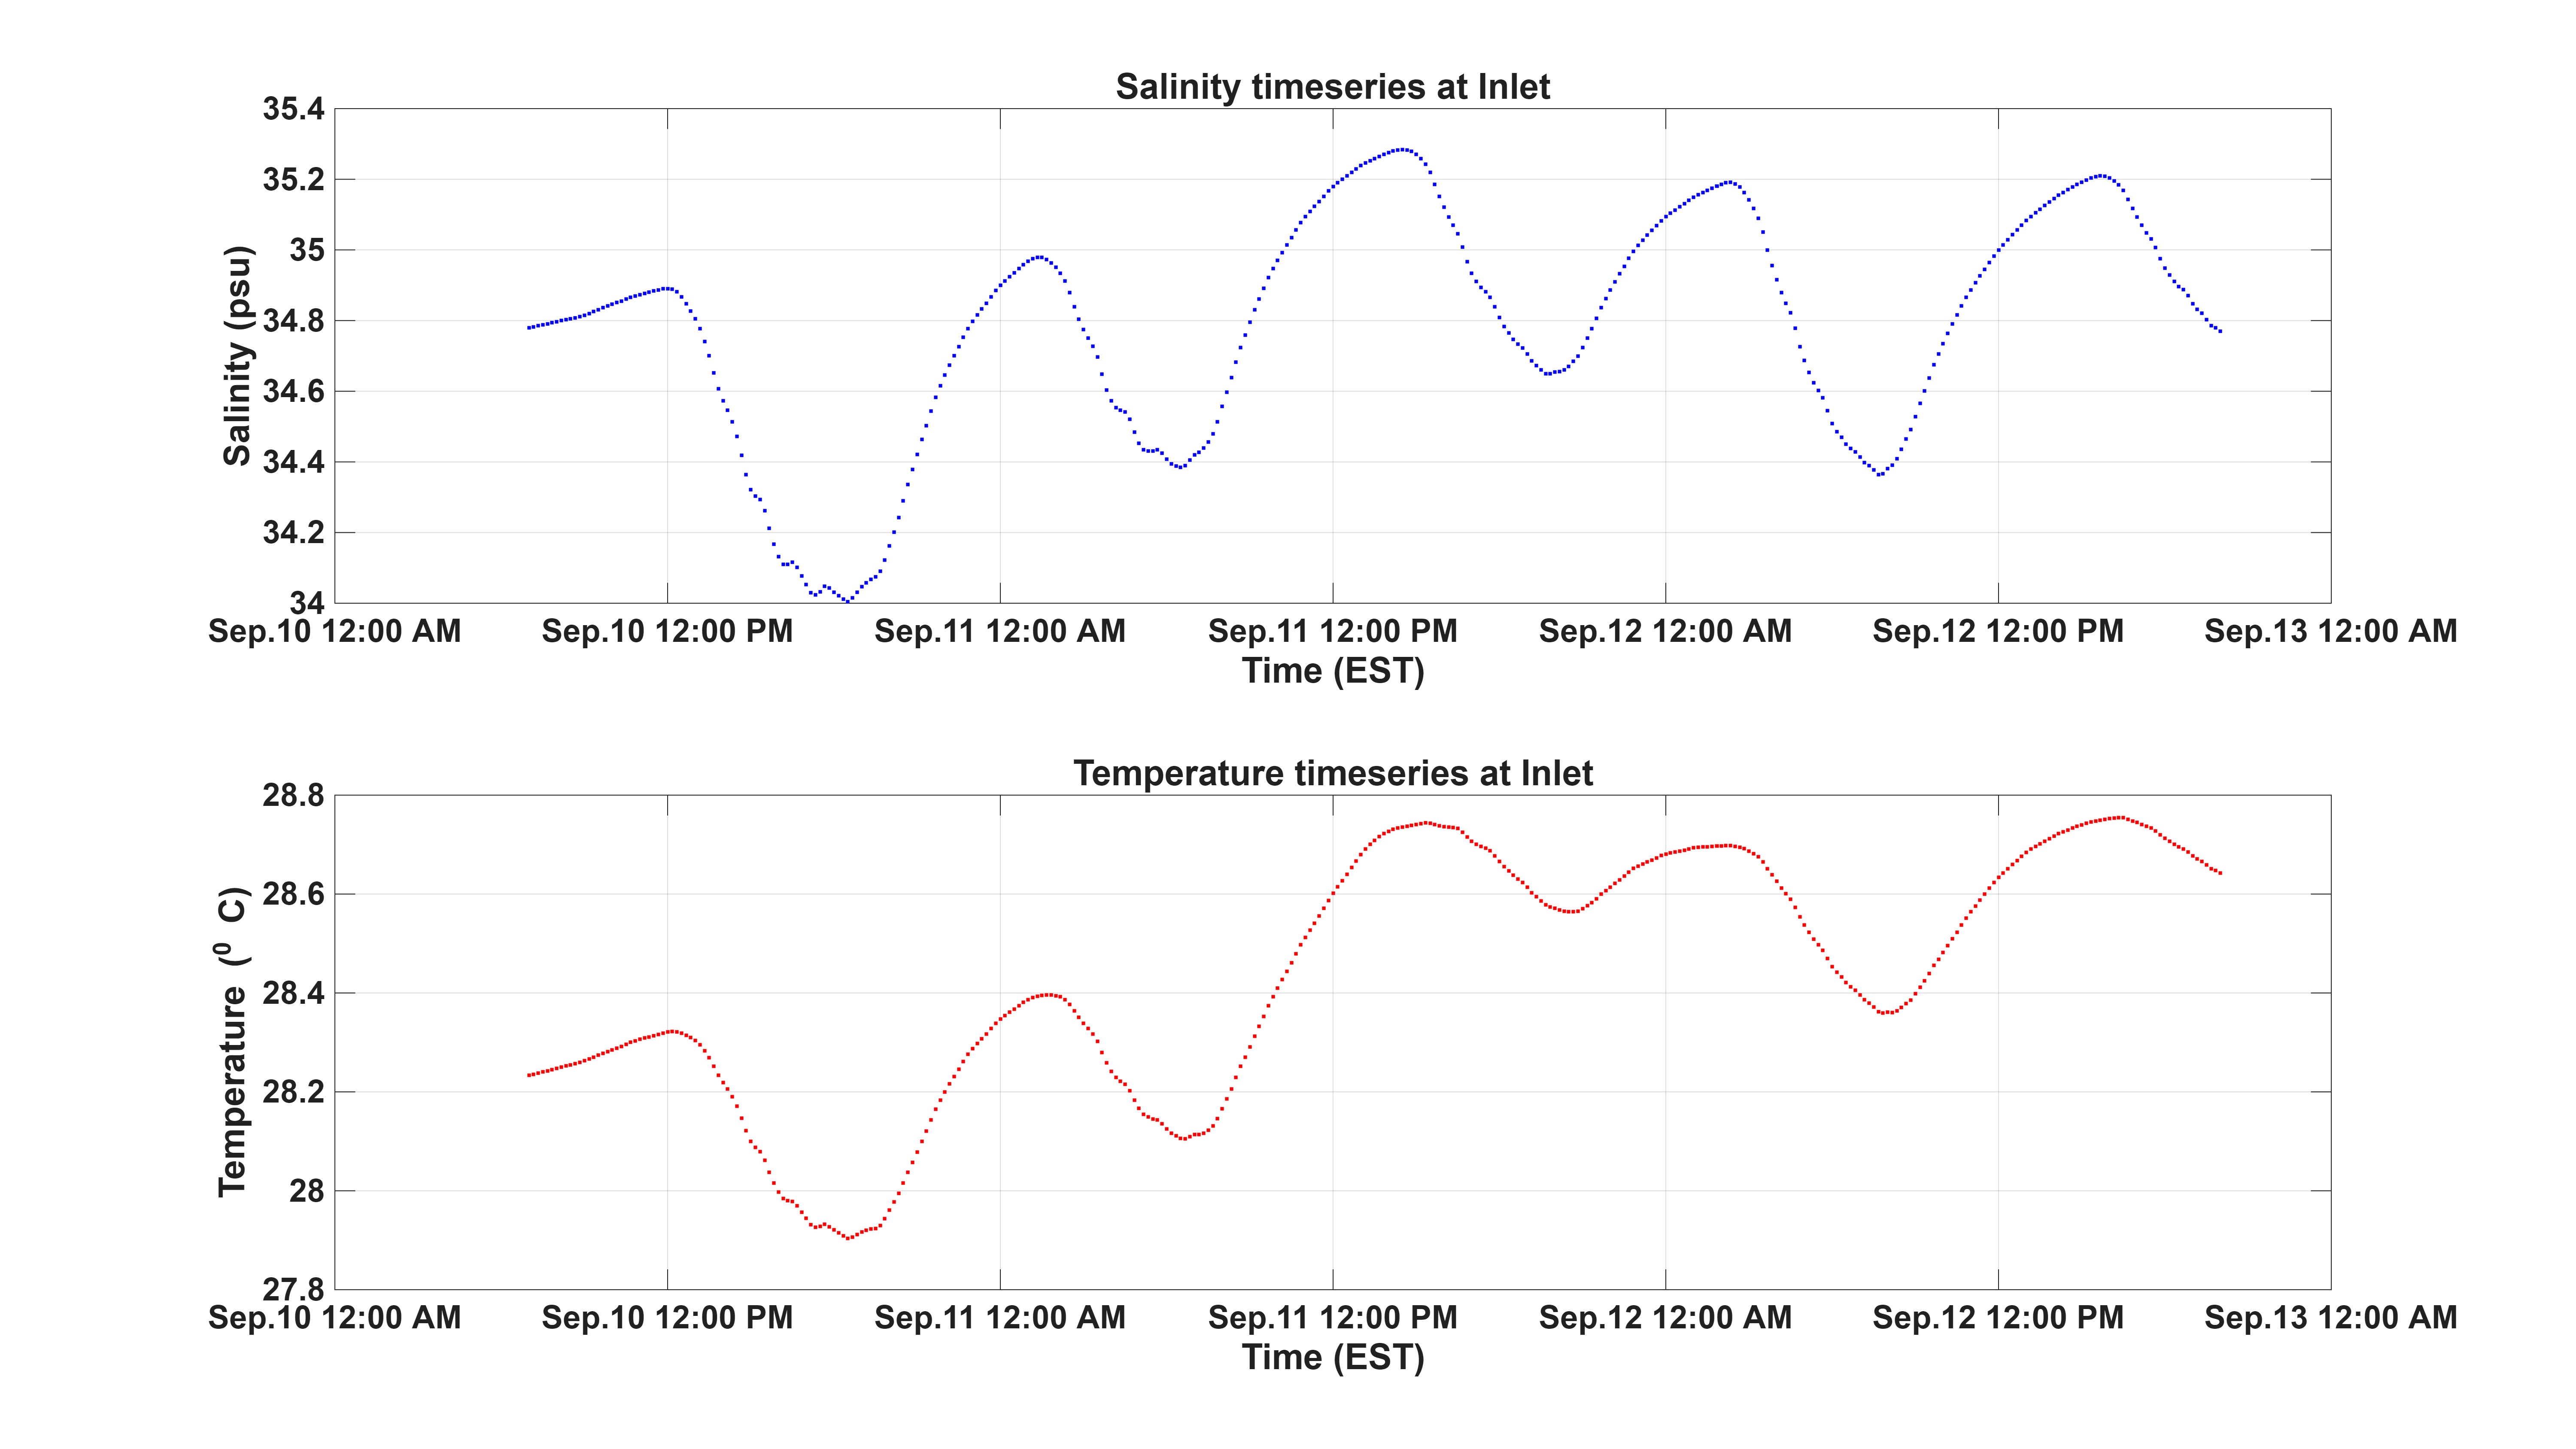 Salinity timeseries at Inlet
35.4
35.2
35
34.8
34.6
34.4
34.2
34
Salinity (psu)
Sep.10 12:00 AM Sep.10 12:00 PM Sep.11 12:00 AM Sep.11 12:00 PM Sep.12 12:00 AM Sep.12 12:00 PM Sep.13 12:00 AM
Time (EST)
Temperature timeseries at Inlet
28.8
28.6
28.4
28.2
28
27.8
Temperature (⁰ C)
Sep.10 12:00 AM Sep.10 12:00 PM Sep.11 12:00 AM Sep.11 12:00 PM Sep.12 12:00 AM Sep.12 12:00 PM Sep.13 12:00 AM
Time (EST)